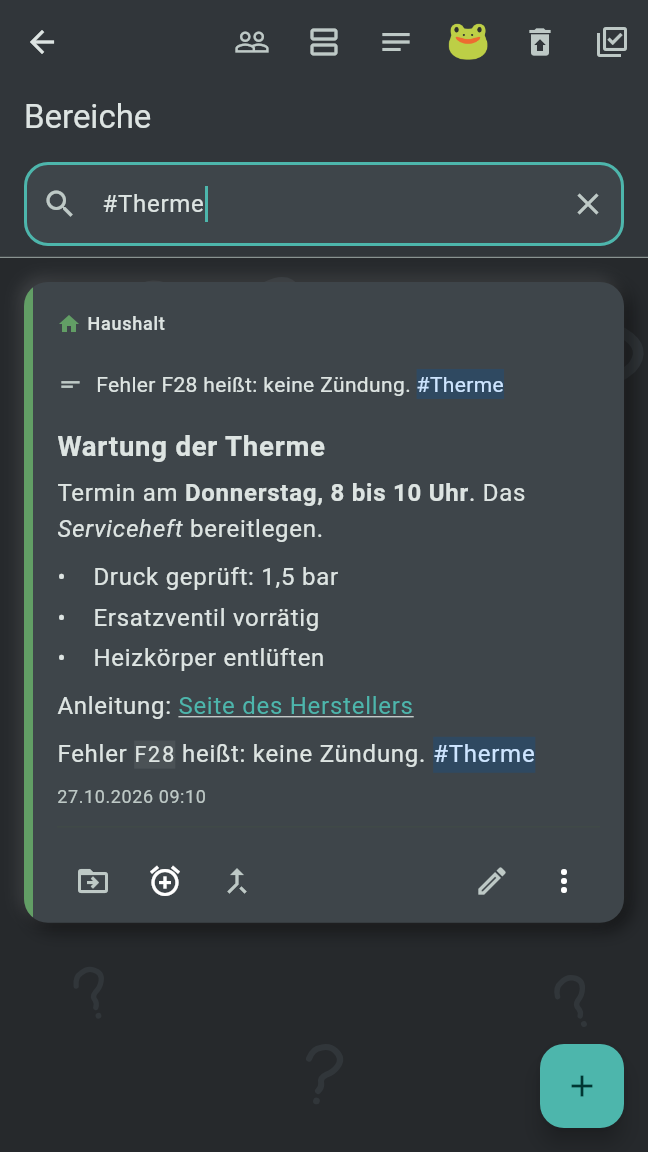 Bereiche
#Therme
Haushalt
Fehler F28 heißt: keine Zündung. #Therme
Wartung der Therme
Termin am Donnerstag, 8 bis 10 Uhr. Das
Serviceheft bereitlegen.
• Druck geprüft: 1,5 bar
• Ersatzventil vorrätig
• Heizkörper entlüften
Anleitung: Seite des Herstellers
Fehler F28 heißt: keine Zündung. #Therme
27.10.2026 09:10